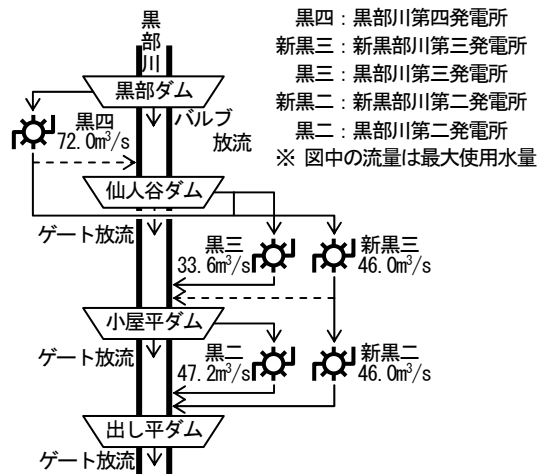 黒部川
黒四：黒部川第四発電所
新黒三：新黒部川第三発電所
黒三：黒部川第三発電所
新黒二：新黒部川第二発電所
黒二：黒部川第二発電所
※ 図中の流量は最大使用水量
黒部ダム
黒四
72.0m³/s
バルブ
放流
仙人谷ダム
ゲート放流
黒三
33.6m³/s
新黒三
46.0m³/s
小屋平ダム
ゲート放流
黒二
47.2m³/s
新黒二
46.0m³/s
出し平ダム
ゲート放流